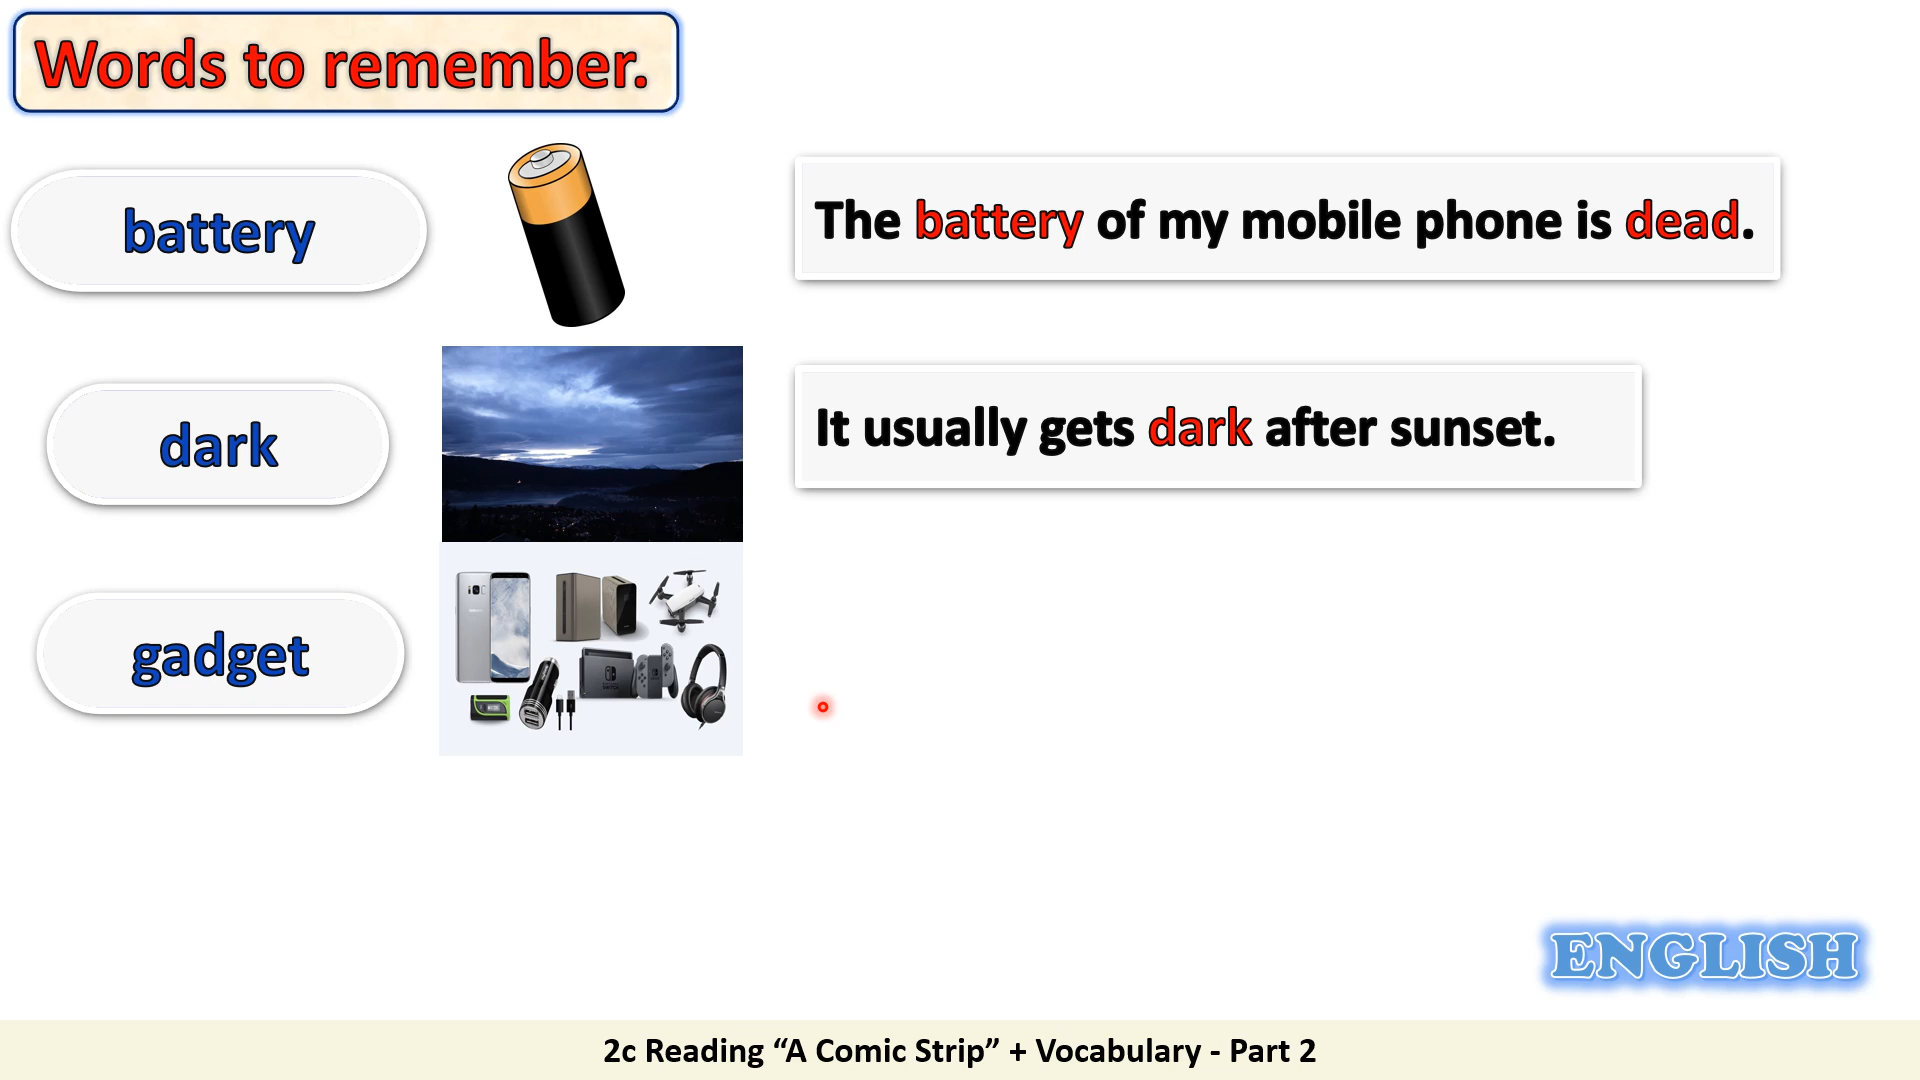 Words to remember.
battery
The battery of my mobile phone is dead.
dark
It usually gets dark after sunset.
gadget
ENGLISH
2c Reading “A Comic Strip” + Vocabulary - Part 2